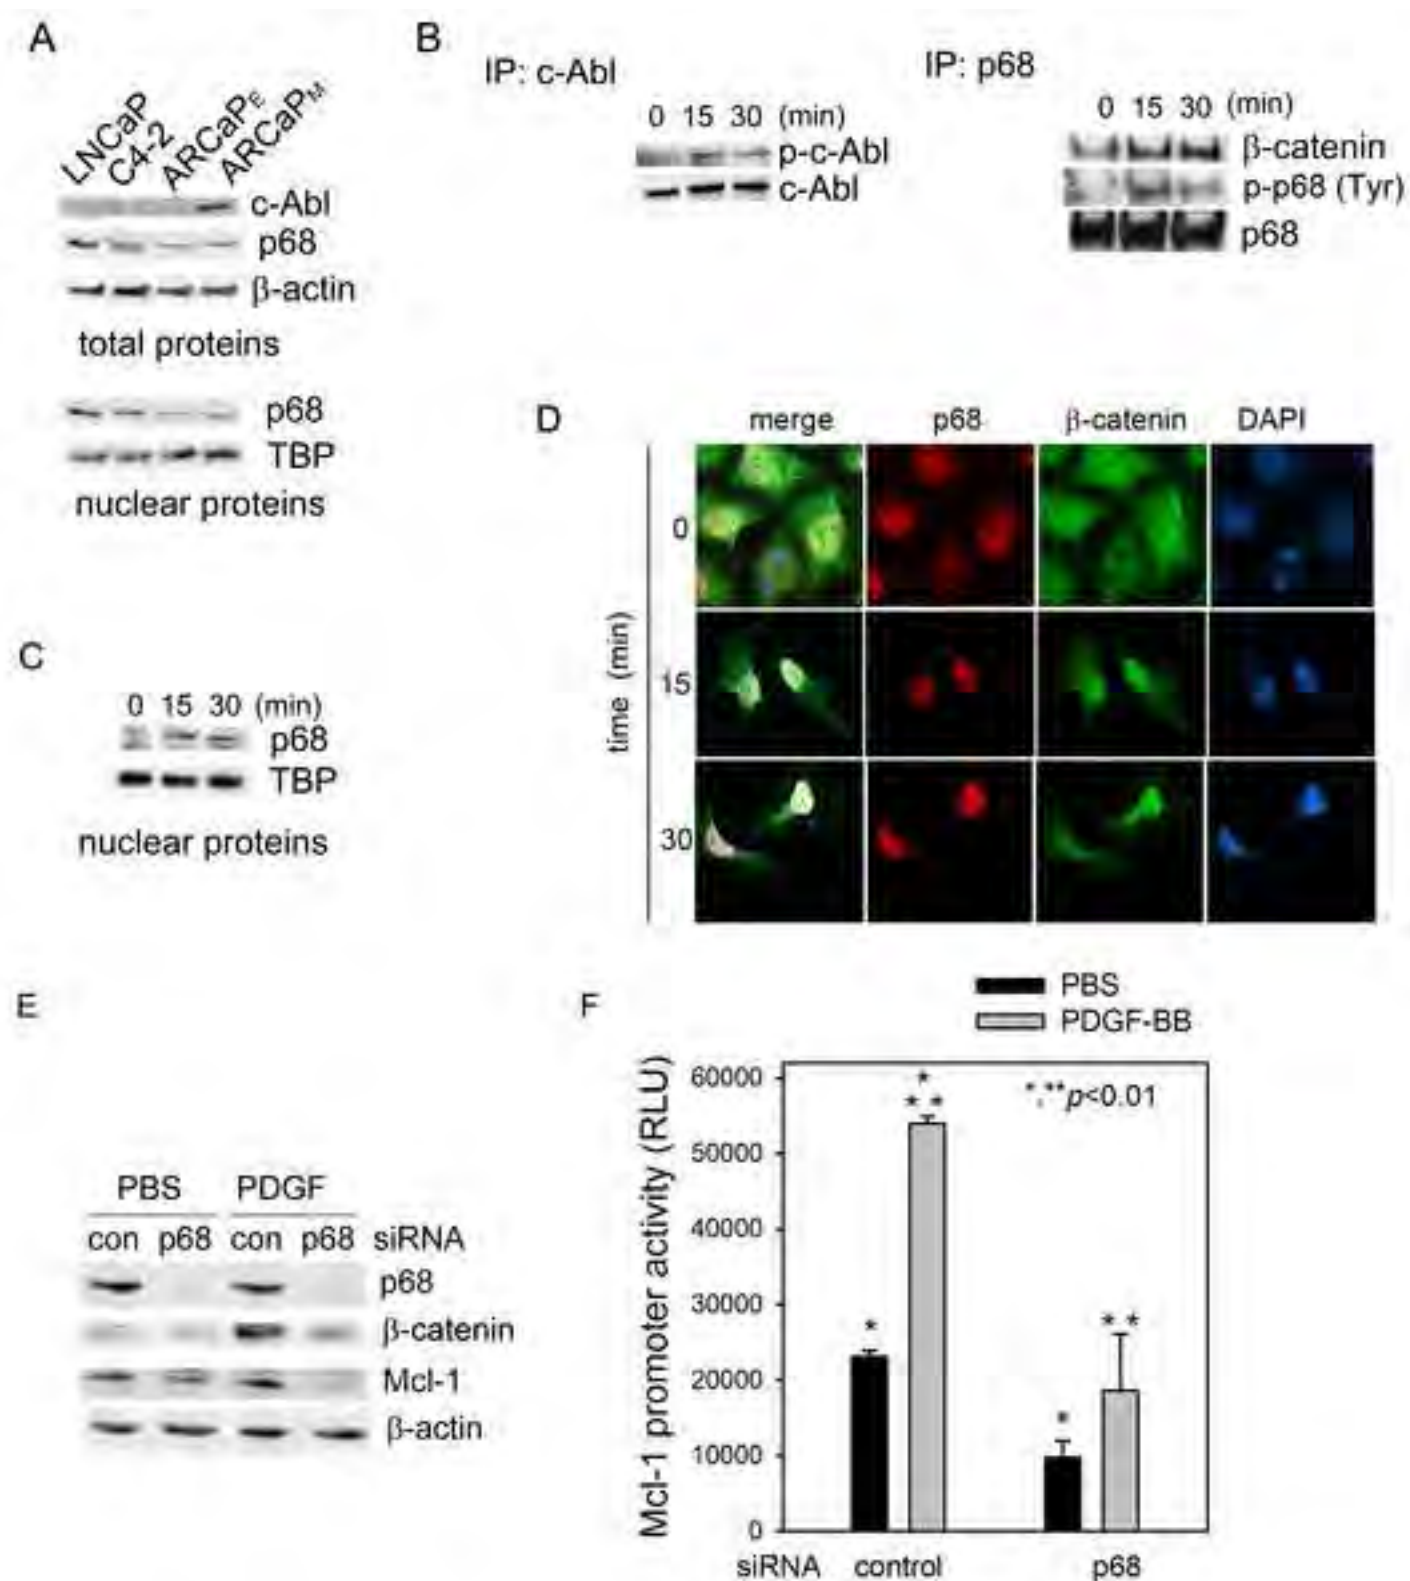 A
LNCaP
C4-2
ARCaPE
ARCaPM
c-Abl
p68
β-actin
total proteins
p68
TBP
nuclear proteins
B
IP: c-Abl
0 15 30 (min)
p-c-Abl
c-Abl
IP: p68
0 15 30 (min)
β-catenin
p-p68 (Tyr)
p68
C
0 15 30 (min)
p68
TBP
nuclear proteins
D
merge p68 β-catenin DAPI
time (min)
0
15
30
E
PBS PDGF
con p68 con p68 siRNA
p68
β-catenin
Mcl-1
β-actin
F
PBS
PDGF-BB
Mcl-1 promoter activity (RLU)
60000
50000
40000
30000
20000
10000
0
*,**p<0.01
*
* *
*
* *
*
siRNA control p68